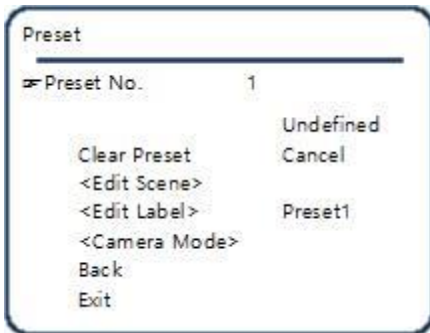 Preset
☞Preset No. 1
Undefined
Clear Preset Cancel
<Edit Scene>
<Edit Label> Preset1
<Camera Mode>
Back
Exit